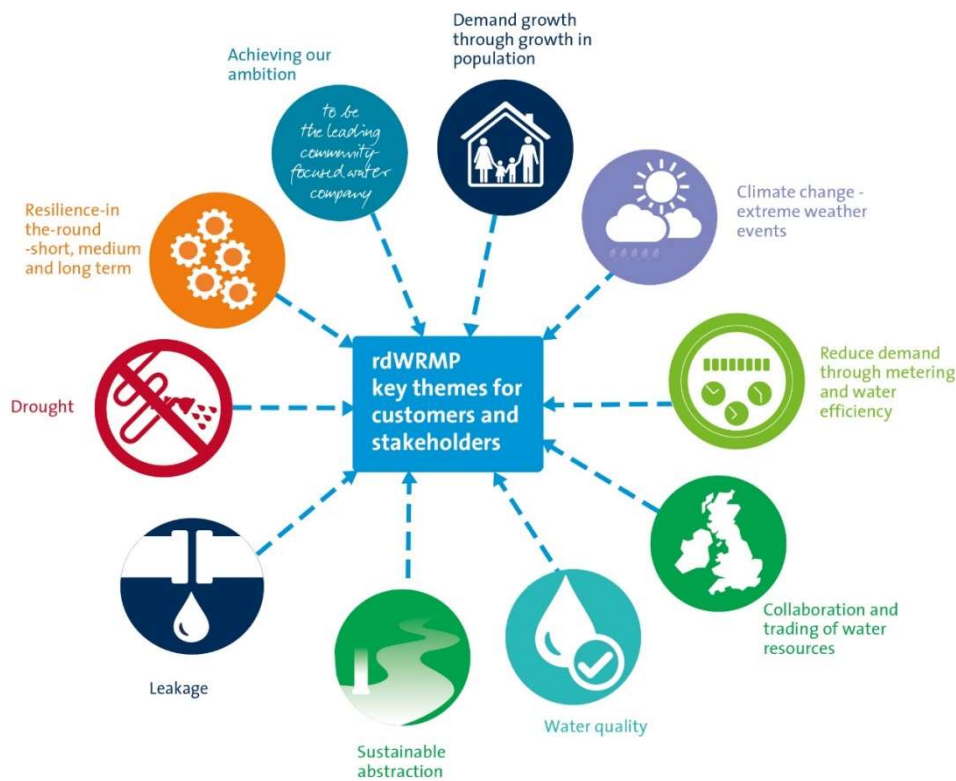 Demand growth
through growth in
population
Achieving our
ambition
to be
the leading
community-
focused water
company
Climate change -
extreme weather
events
Resilience-in
the-round
-short, medium
and long term
rdWRMP
key themes for
customers and
stakeholders
Reduce demand
through metering
and water
efficiency
Drought
Collaboration and
trading of water
resources
Leakage
Water quality
Sustainable
abstraction